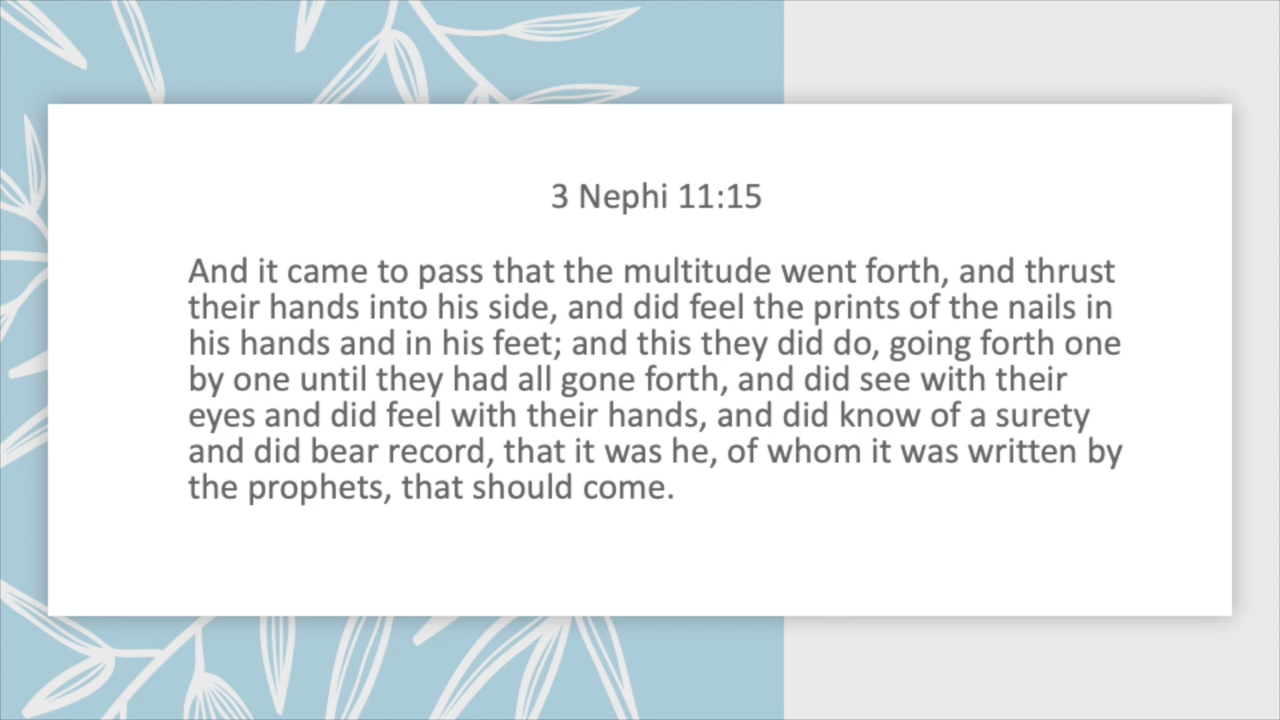 3 Nephi 11:15
And it came to pass that the multitude went forth, and thrust
their hands into his side, and did feel the prints of the nails in
his hands and in his feet; and this they did do, going forth one
by one until they had all gone forth, and did see with their
eyes and did feel with their hands, and did know of a surety
and did bear record, that it was he, of whom it was written by
the prophets, that should come.